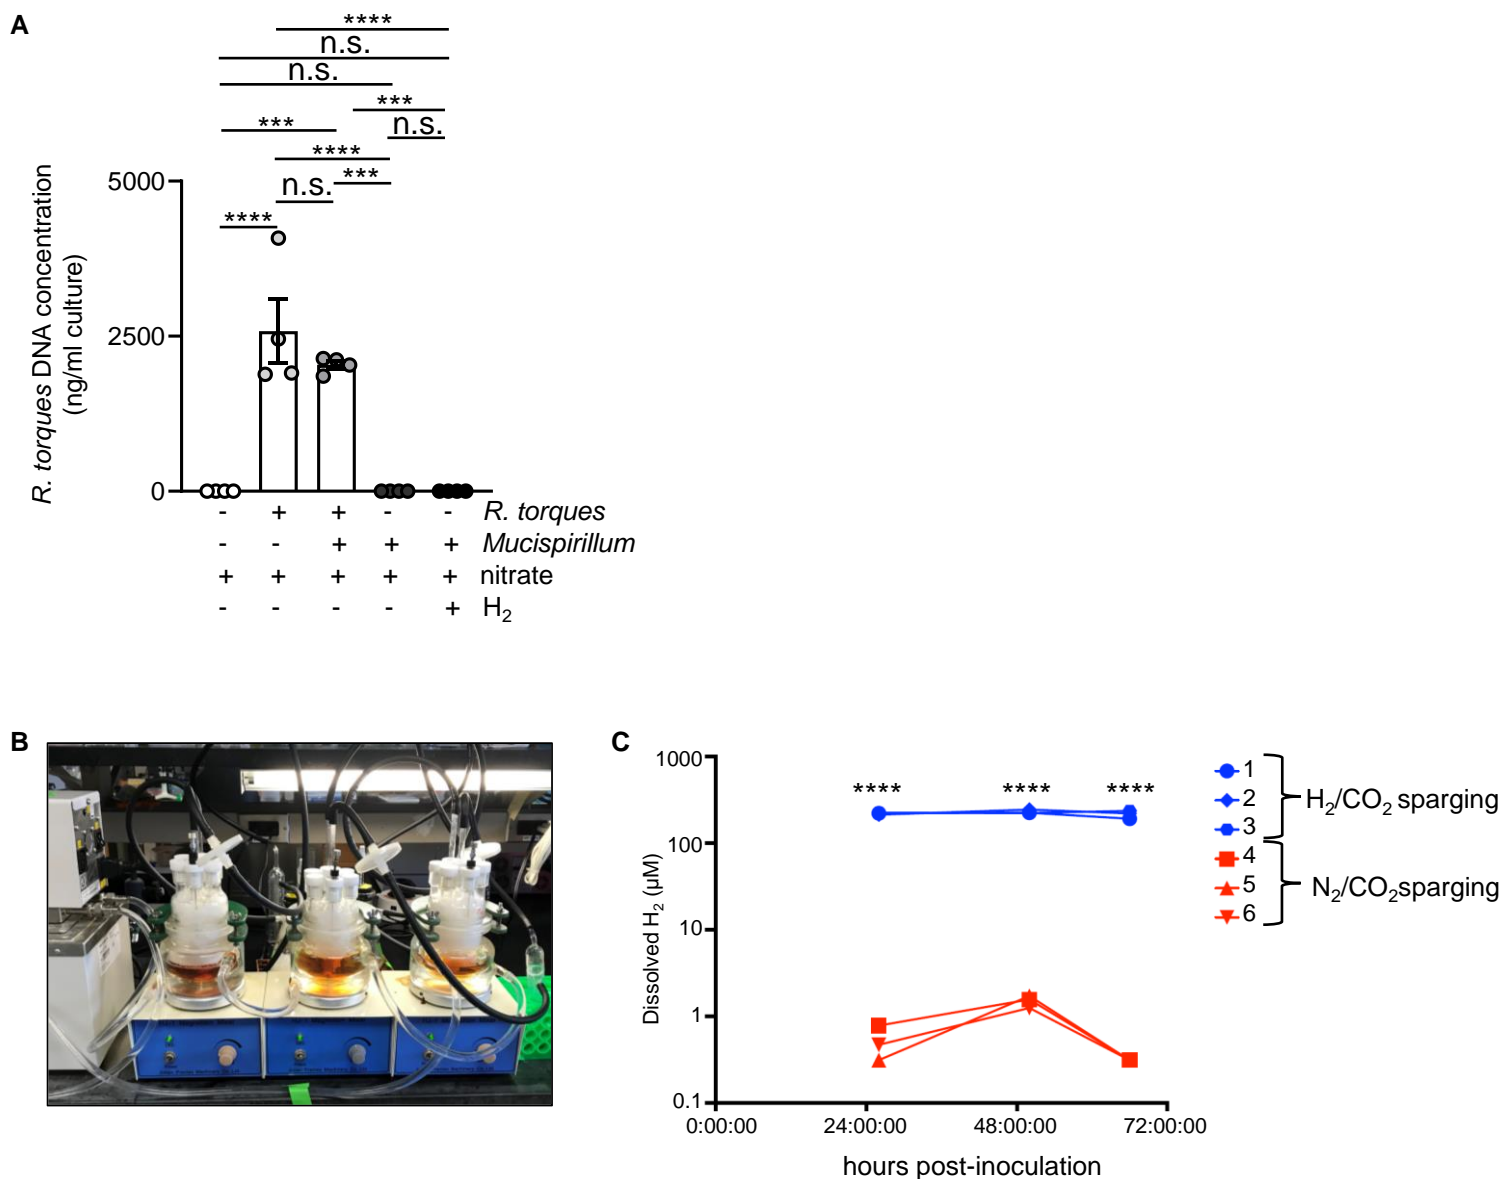 A
****
n.s.
n.s.
***
n.s.
***
****
***
n.s.
****
5000
2500
0
R. torques DNA concentration
(ng/ml culture)
- + + - - R. torques
- - + + + Mucispirillum
+ + + + + nitrate
- - - - + H2
B
C
1000
100
10
1
0.1
Dissolved H2 (μM)
**** **** ****
0:00:00 24:00:00 48:00:00 72:00:00
hours post-inoculation
1
2
3
H2/CO2 sparging
4
5
6
N2/CO2sparging